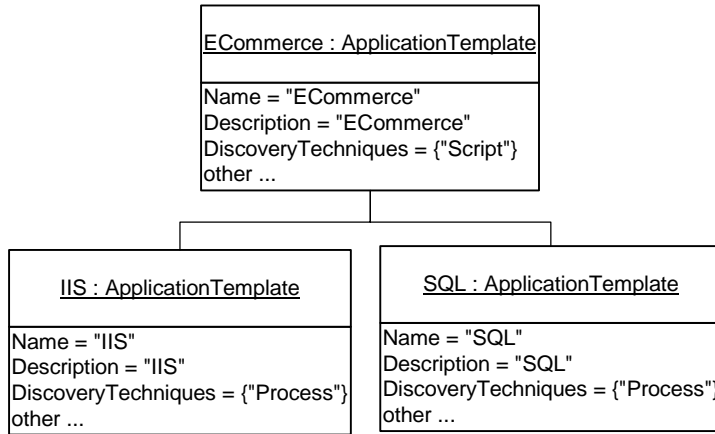 ECommerce : ApplicationTemplate
Name = "ECommerce"
Description = "ECommerce"
DiscoveryTechniques = {"Script"}
other ...
IIS : ApplicationTemplate
Name = "IIS"
Description = "IIS"
DiscoveryTechniques = {"Process"}
other ...
SQL : ApplicationTemplate
Name = "SQL"
Description = "SQL"
DiscoveryTechniques = {"Process"}
other ...